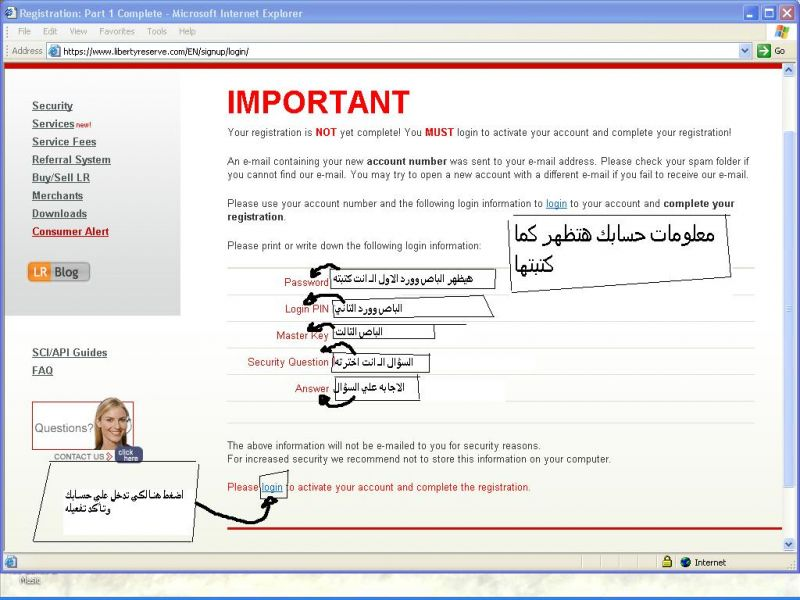 Registration: Part 1 Complete - Microsoft Internet Explorer
File Edit View Favorites Tools Help
Address https://www.libertyreserve.com/EN/signup/login/ Go
Security
Services new!
Service Fees
Referral System
Buy/Sell LR
Merchants
Downloads
Consumer Alert
LR Blog
SCI/API Guides
FAQ
Questions?
CONTACT US
click
here
IMPORTANT
Your registration is NOT yet complete! You MUST login to activate your account and complete your registration!
An e-mail containing your new account number was sent to your e-mail address. Please check your spam folder if
you cannot find our e-mail. You may try to open a new account with a different e-mail if you fail to receive our e-mail.
Please use your account number and the following login information to login to your account and complete your
registration.
Please print or write down the following login information:
معلومات حسابك هتظهر كما
كتبتها
Password هيظهر الباص وورد الاول الـ انت كتبته
Login PIN الباص وورد الثاني
Master Key الباص الثالث
Security Question السؤال الـ انت اخترته
Answer الاجابه علي السؤال
The above information will not be e-mailed to you for security reasons.
For increased security we recommend not to store this information on your computer.
Please login to activate your account and complete the registration.
اضغط هنا لكي تدخل علي حسابك
وتاكد تفعيله
Internet
Music